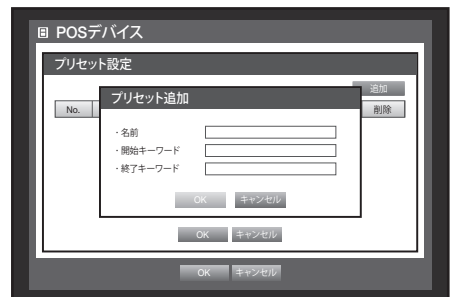 POSデバイス
プリセット設定
追加
No.
削除
プリセット追加
・名前
・開始キーワード
・終了キーワード
OK キャンセル
OK キャンセル
OK キャンセル